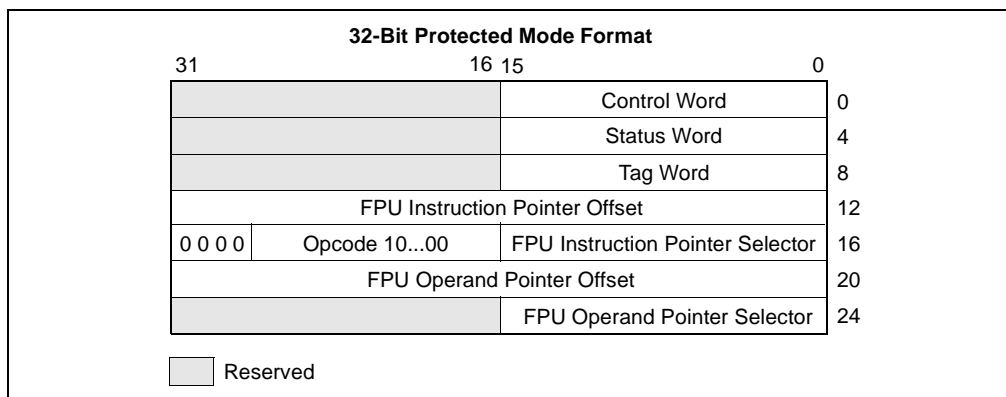 32-Bit Protected Mode Format
31 16 15 0
Control Word 0
Status Word 4
Tag Word 8
FPU Instruction Pointer Offset 12
0 0 0 0 Opcode 10...00 FPU Instruction Pointer Selector 16
FPU Operand Pointer Offset 20
FPU Operand Pointer Selector 24
Reserved